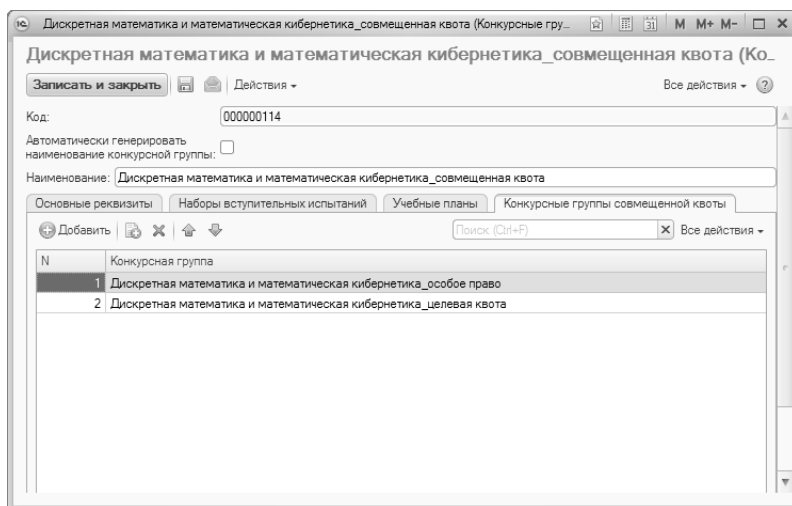 Дискретная математика и математическая кибернетика_совмещенная квота (Конкурсные гру... 31 M M+ M-
Дискретная математика и математическая кибернетика_совмещенная квота (Ко...
Записать и закрыть Действия Все действия ?
Код: 000000114
Автоматически генерировать
наименование конкурсной группы:
Наименование: Дискретная математика и математическая кибернетика_совмещенная квота
Основные реквизиты Наборы вступительных испытаний Учебные планы Конкурсные группы совмещенной квоты
Добавить Поиск (Ctrl+F) Все действия
N Конкурсная группа
1 Дискретная математика и математическая кибернетика_особое право
2 Дискретная математика и математическая кибернетика_целевая квота